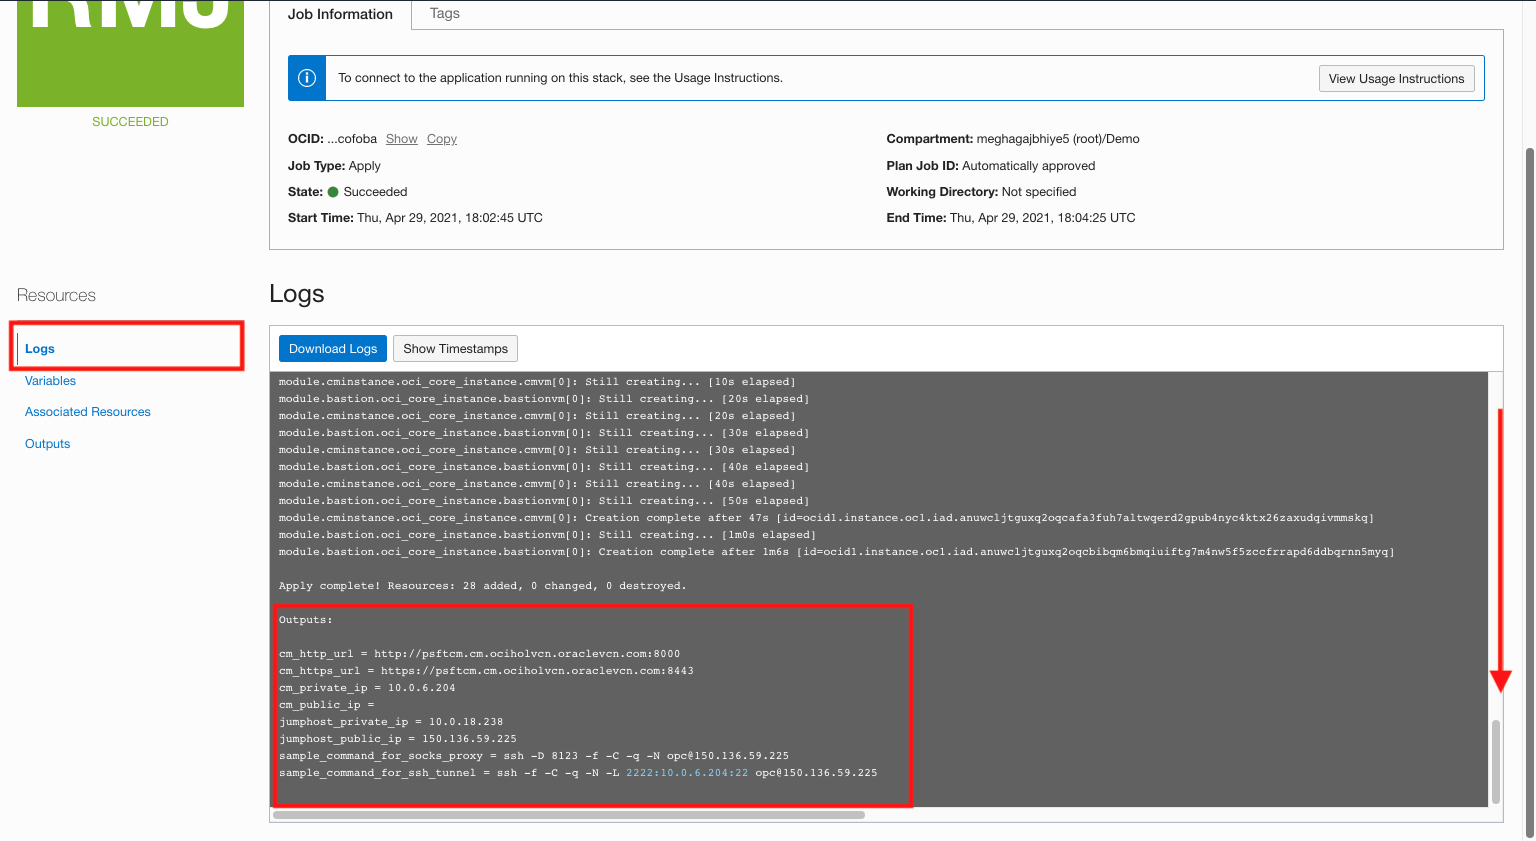 RMJ
SUCCEEDED
Job Information
Tags
To connect to the application running on this stack, see the Usage Instructions.
View Usage Instructions
OCID: ...cofoba Show Copy
Job Type: Apply
State: Succeeded
Start Time: Thu, Apr 29, 2021, 18:02:45 UTC
Compartment: meghagajbhiye5 (root)/Demo
Plan Job ID: Automatically approved
Working Directory: Not specified
End Time: Thu, Apr 29, 2021, 18:04:25 UTC
Resources
Logs
Variables
Associated Resources
Outputs
Logs
Download Logs
Show Timestamps
module.cminstance.oci_core_instance.cmvm[0]: Still creating... [10s elapsed]
module.bastion.oci_core_instance.bastionvm[0]: Still creating... [20s elapsed]
module.cminstance.oci_core_instance.cmvm[0]: Still creating... [20s elapsed]
module.bastion.oci_core_instance.bastionvm[0]: Still creating... [30s elapsed]
module.cminstance.oci_core_instance.cmvm[0]: Still creating... [30s elapsed]
module.bastion.oci_core_instance.bastionvm[0]: Still creating... [40s elapsed]
module.cminstance.oci_core_instance.cmvm[0]: Still creating... [40s elapsed]
module.bastion.oci_core_instance.bastionvm[0]: Still creating... [50s elapsed]
module.cminstance.oci_core_instance.cmvm[0]: Creation complete after 47s [id=ocid1.instance.oc1.iad.anuwcljtguxq2oqcafa3fuh7altwqerd2gpub4nyc4ktx26zaxudqivmmskq]
module.bastion.oci_core_instance.bastionvm[0]: Still creating... [1m0s elapsed]
module.bastion.oci_core_instance.bastionvm[0]: Creation complete after 1m6s [id=ocid1.instance.oc1.iad.anuwcljtguxq2oqcbibqm6bmqiuiftg7m4nw5f5zccfrrapd6ddbqrnn5myq]
Apply complete! Resources: 28 added, 0 changed, 0 destroyed.
Outputs:
cm_http_url = http://psftcm.cm.ociholvcn.oraclevcn.com:8000
cm_https_url = https://psftcm.cm.ociholvcn.oraclevcn.com:8443
cm_private_ip = 10.0.6.204
cm_public_ip =
jumphost_private_ip = 10.0.18.238
jumphost_public_ip = 150.136.59.225
sample_command_for_socks_proxy = ssh -D 8123 -f -C -q -N opc@150.136.59.225
sample_command_for_ssh_tunnel = ssh -f -C -q -N -L 2222:10.0.6.204:22 opc@150.136.59.225